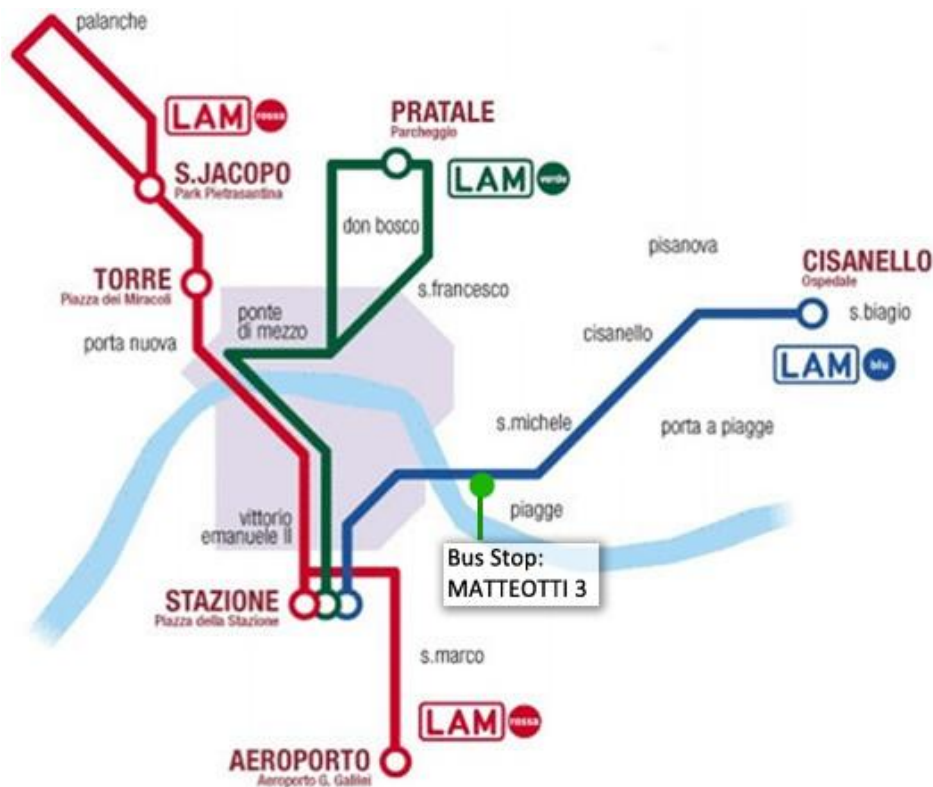 palanche
LAM rossa
PRATALE
Parcheggio
S.JACOPO
Park Pietrasantina
LAM verde
don bosco
pisanova
TORRE
Piazza dei Miracoli
CISANELLO
Ospedale
s.francesco
ponte
di mezzo
s.biagio
porta nuova
cisanello
LAM blu
s.michele
porta a piagge
piagge
vittorio
emanuele II
Bus Stop:
MATTEOTTI 3
STAZIONE
Piazza della Stazione
s.marco
LAM rossa
AEROPORTO
Aeroporto G. Galilei